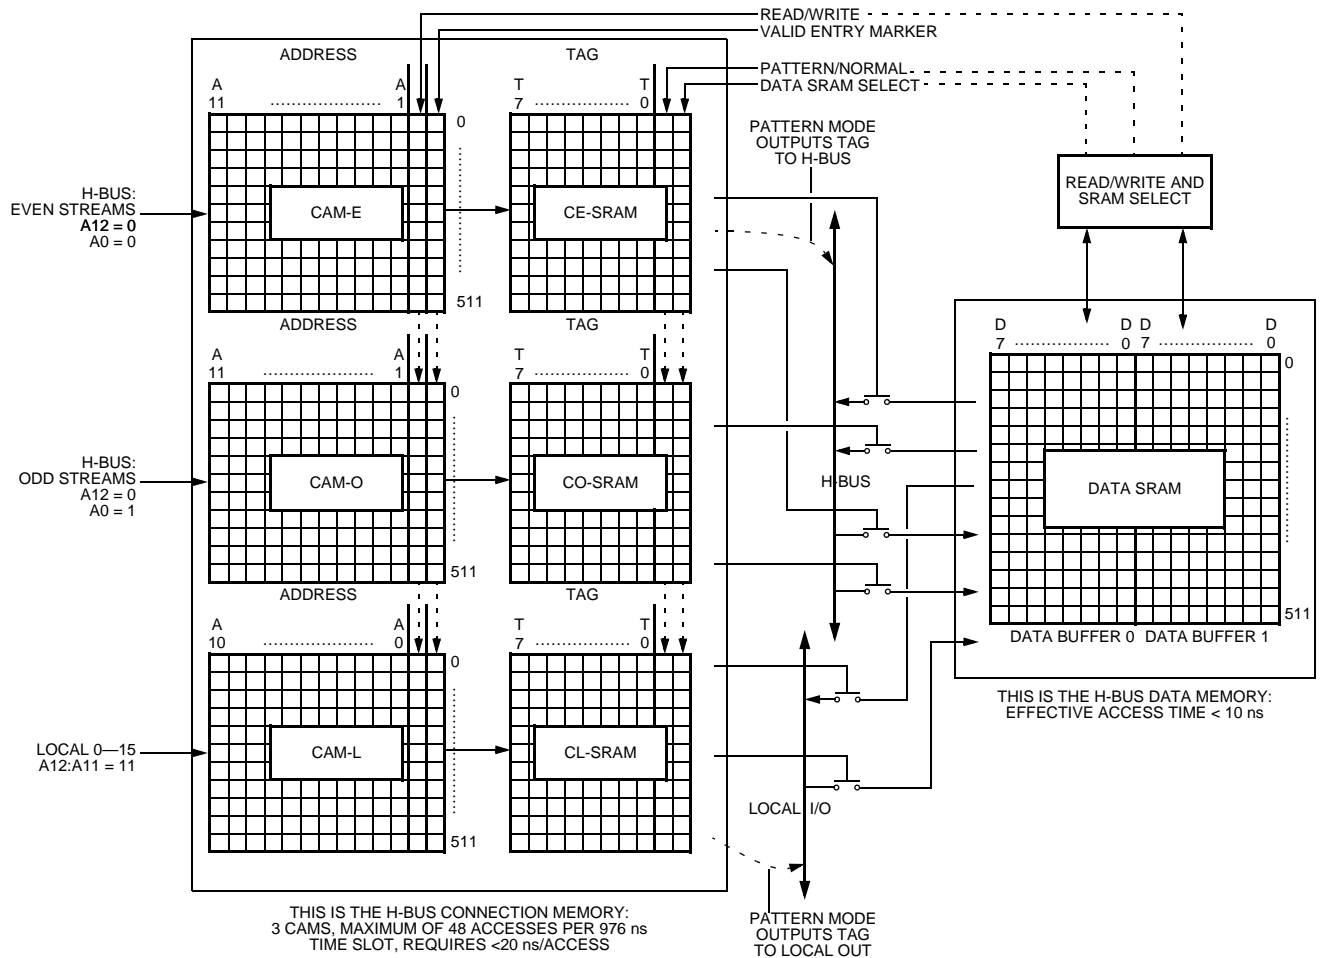 READ/WRITE
VALID ENTRY MARKER
PATTERN/NORMAL
DATA SRAM SELECT
ADDRESS
TAG
A
11
A
1
T
7
T
0
0
CAM-E
CE-SRAM
511
H-BUS:
EVEN STREAMS
A12 = 0
A0 = 0
PATTERN MODE
OUTPUTS TAG
TO H-BUS
READ/WRITE AND
SRAM SELECT
ADDRESS
TAG
A
11
A
1
T
7
T
0
0
CAM-O
CO-SRAM
511
H-BUS:
ODD STREAMS
A12 = 0
A0 = 1
H-BUS
D
7
D
0
D
7
D
0
0
DATA SRAM
511
DATA BUFFER 0
DATA BUFFER 1
THIS IS THE H-BUS DATA MEMORY:
EFFECTIVE ACCESS TIME < 10 ns
ADDRESS
TAG
A
10
A
0
T
7
T
0
0
CAM-L
CL-SRAM
511
LOCAL 0—15
A12:A11 = 11
LOCAL I/O
PATTERN MODE
OUTPUTS TAG
TO LOCAL OUT
THIS IS THE H-BUS CONNECTION MEMORY:
3 CAMS, MAXIMUM OF 48 ACCESSES PER 976 ns
TIME SLOT, REQUIRES <20 ns/ACCESS